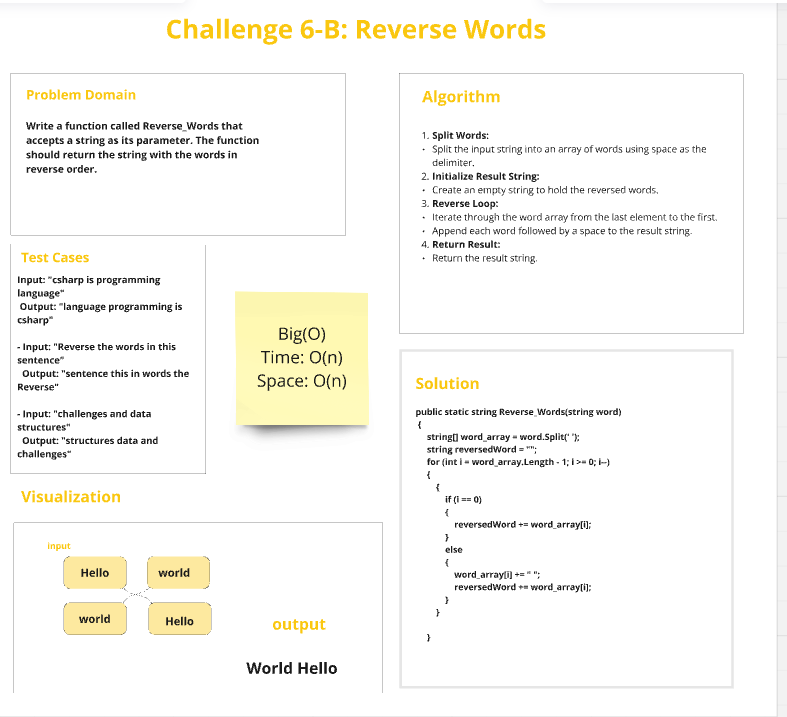 Challenge 6-B: Reverse Words
Problem Domain
Write a function called Reverse_Words that
accepts a string as its parameter. The function
should return the string with the words in
reverse order.
Test Cases
Input: "csharp is programming
language"
Output: "language programming is
csharp"
- Input: "Reverse the words in this
sentence"
Output: "sentence this in words the
Reverse"
- Input: "challenges and data
structures"
Output: "structures data and
challenges"
Big(O)
Time: O(n)
Space: O(n)
Visualization
input
Hello
world
world
Hello
output
World Hello
Algorithm
1. Split Words:
• Split the input string into an array of words using space as the
delimiter.
2. Initialize Result String:
• Create an empty string to hold the reversed words.
3. Reverse Loop:
• Iterate through the word array from the last element to the first.
• Append each word followed by a space to the result string.
4. Return Result:
• Return the result string.
Solution
public static string Reverse_Words(string word)
{
string[] word_array = word.Split(' ');
string reversedWord = "";
for (int i = word_array.Length - 1; i >= 0; i--)
{
{
if (i == 0)
{
reversedWord += word_array[i];
}
else
{
word_array[i] += " ";
reversedWord += word_array[i];
}
}
}